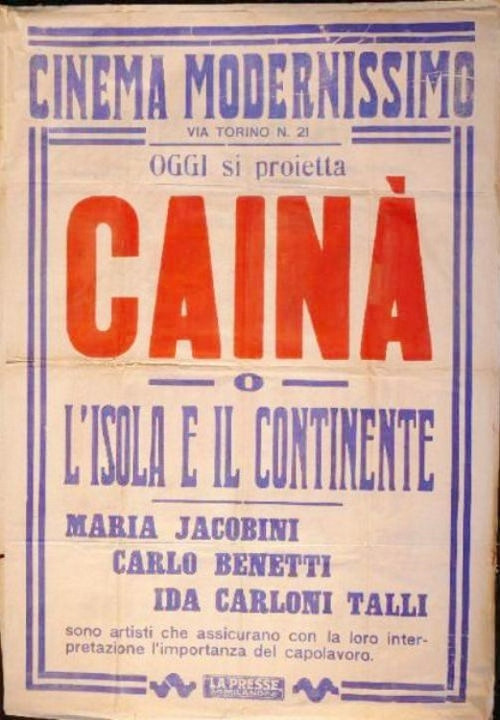 CINEMA MODERNISSIMO
VIA TORINO N. 21
OGGI si proietta
CAINÀ
O
L'ISOLA E IL CONTINENTE
MARIA JACOBINI
CARLO BENETTI
IDA CARLONI TALLI
sono artisti che assicurano con la loro inter-
pretazione l'importanza del capolavoro.
LA PRESSE